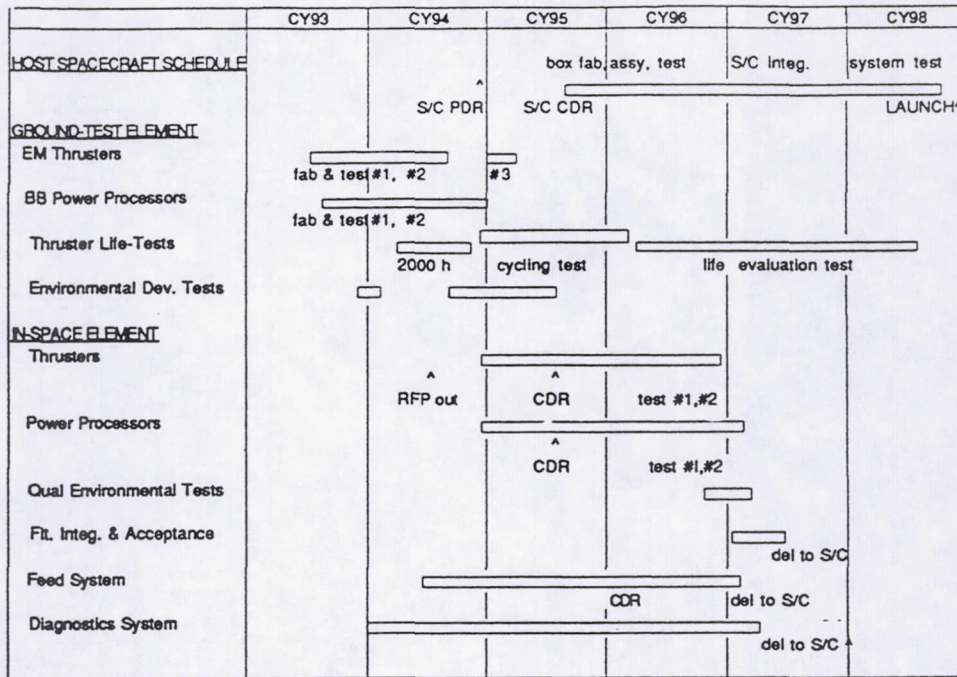 CY93 CY94 CY95 CY96 CY97 CY98
box fab, assy, test S/C Integ. system test
HOST SPACECRAFT SCHEDULE
^
S/C PDR S/C CDR LAUNCH^
GROUND-TEST ELEMENT
EM Thrusters
fab & test #1, #2 #3
BB Power Processors
fab & test #1, #2
Thruster Life-Tests
2000 h cycling test life evaluation test
Environmental Dev. Tests
IN-SPACE ELEMENT
Thrusters
^ ^
RFP out CDR test #1,#2
Power Processors
^
CDR test #1,#2
Qual Environmental Tests
Flt. Integ. & Acceptance
del to S/C
Feed System
CDR del to S/C
Diagnostics System
del to S/C